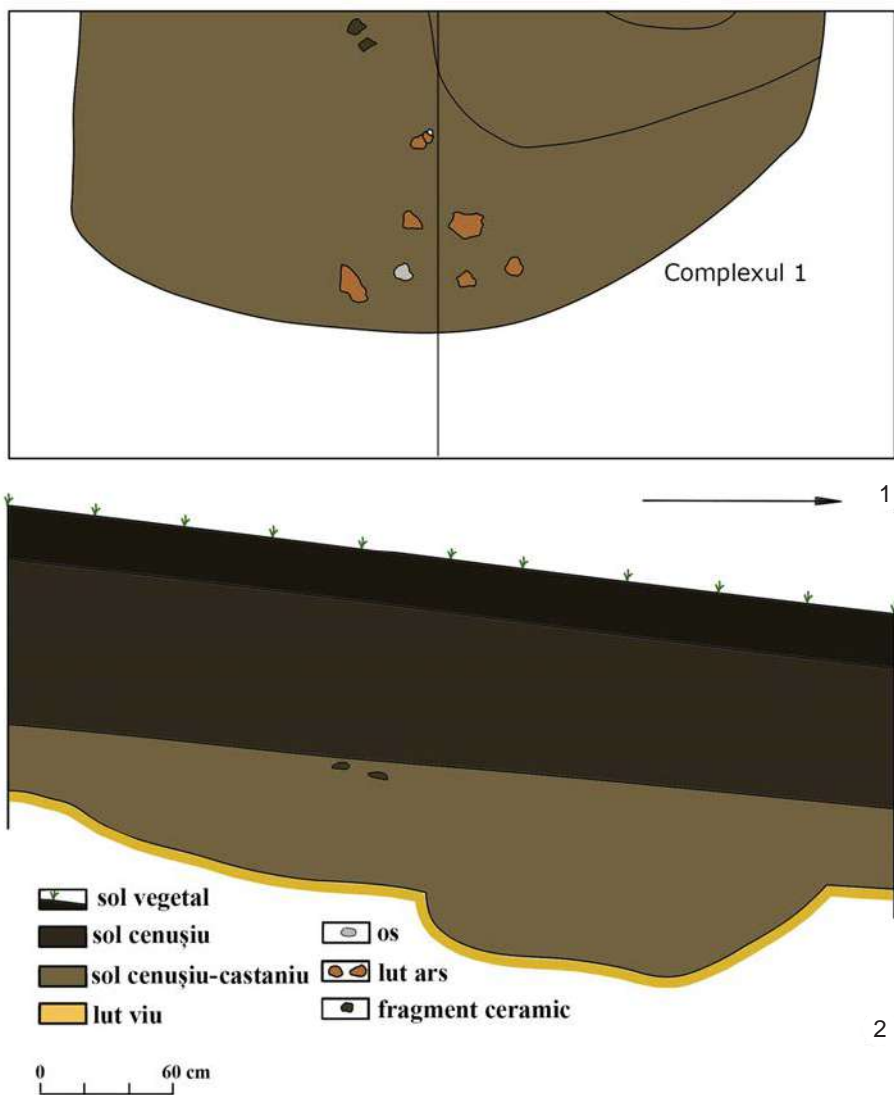 Complexul 1
1
sol vegetal
sol cenușiu
sol cenușiu-castaniu
lut viu
os
lut ars
fragment ceramic
2
0 60 cm